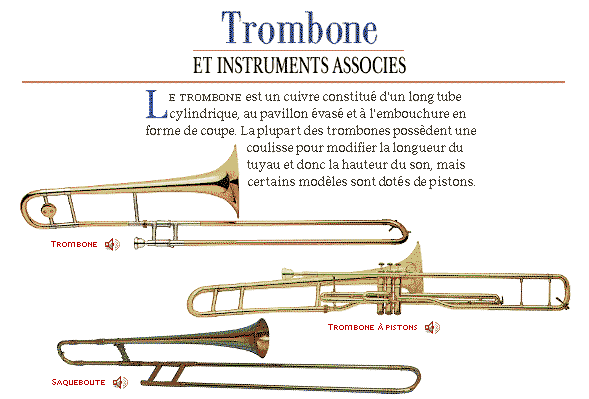 Trombone
ET INSTRUMENTS ASSOCIES
LE TROMBONE est un cuivre constitué d'un long tube
cylindrique, au pavillon évasé et à l'embouchure en
forme de coupe. La plupart des trombones possèdent une
coulisse pour modifier la longueur du
tuyau et donc la hauteur du son, mais
certains modèles sont dotés de pistons.
TROMBONE
TROMBONE À PISTONS
SAQUEBOUTE